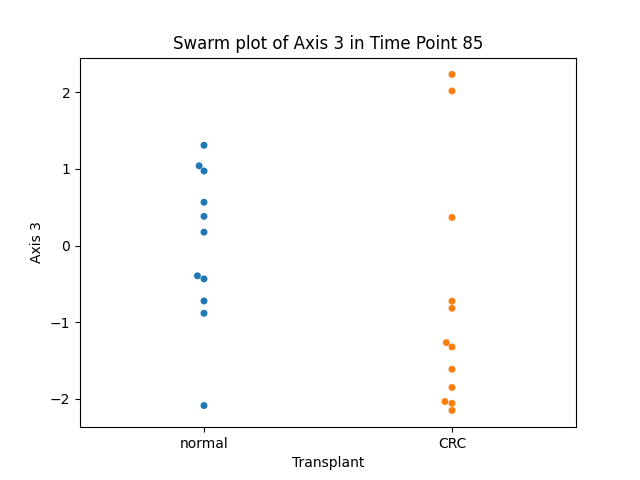 Swarm plot of Axis 3 in Time Point 85
2
1
0
−1
−2
Axis 3
normal
CRC
Transplant